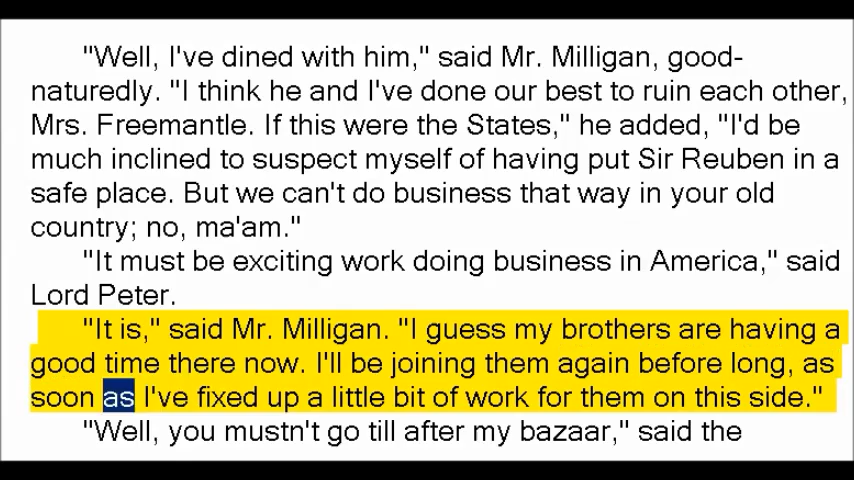 "Well, I've dined with him," said Mr. Milligan, good-
naturedly. "I think he and I've done our best to ruin each other,
Mrs. Freemantle. If this were the States," he added, "I'd be
much inclined to suspect myself of having put Sir Reuben in a
safe place. But we can't do business that way in your old
country; no, ma'am."
"It must be exciting work doing business in America," said
Lord Peter.
"It is," said Mr. Milligan. "I guess my brothers are having a
good time there now. I'll be joining them again before long, as
soon as I've fixed up a little bit of work for them on this side."
"Well, you mustn't go till after my bazaar," said the